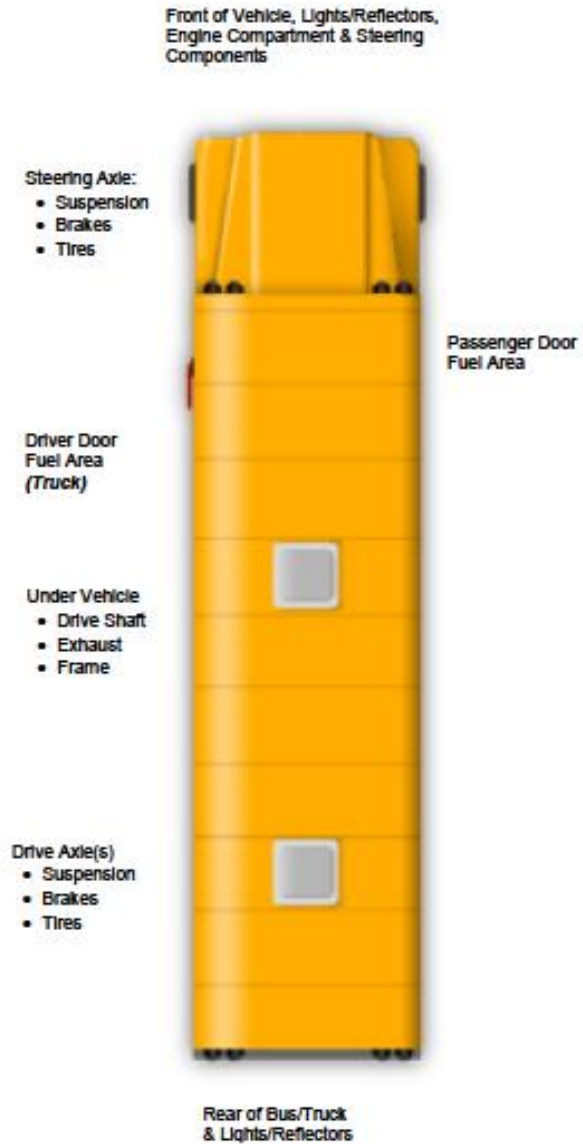 Front of Vehicle, Lights/Reflectors,
Engine Compartment & Steering
Components
Steering Axle:
• Suspension
• Brakes
• Tires
Passenger Door
Fuel Area
Driver Door
Fuel Area
(Truck)
Under Vehicle
• Drive Shaft
• Exhaust
• Frame
Drive Axle(s)
• Suspension
• Brakes
• Tires
Rear of Bus/Truck
& Lights/Reflectors